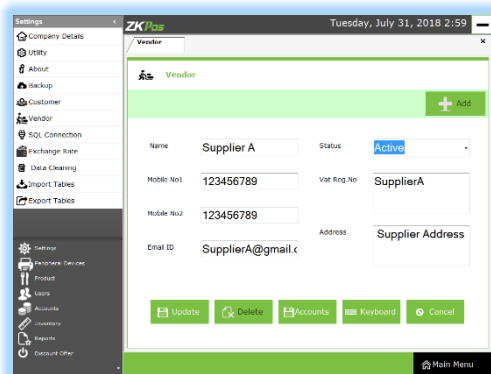 Settings
Company Details
Utlity
About
Backup
Customer
Vendor
SQL Connection
Exchange Rate
Data Cleaning
Import Tables
Export Tables
Settings
Peripheral Devices
Product
Users
Accounts
Inventory
Reports
Discount Offer
ZKPos
Tuesday, July 31, 2018 2:59
Vendor
x
Vendor
Add
Name
Supplier A
Status
Active
Mobile No1
123456789
Vat Reg.No
SupplierA
Mobile No2
123456789
Address
Supplier Address
Email ID
SupplierA@gmail.c
Update
Delete
Accounts
Keyboard
Cancel
Main Menu